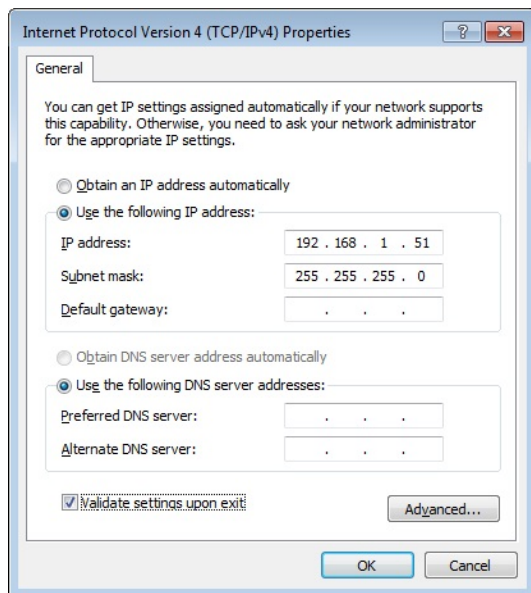 Internet Protocol Version 4 (TCP/IPv4) Properties
General
You can get IP settings assigned automatically if your network supports
this capability. Otherwise, you need to ask your network administrator
for the appropriate IP settings.
Obtain an IP address automatically
Use the following IP address:
IP address: 192 . 168 . 1 . 51
Subnet mask: 255 . 255 . 255 . 0
Default gateway: . . .
Obtain DNS server address automatically
Use the following DNS server addresses:
Preferred DNS server: . . .
Alternate DNS server: . . .
Validate settings upon exit
Advanced...
OK Cancel